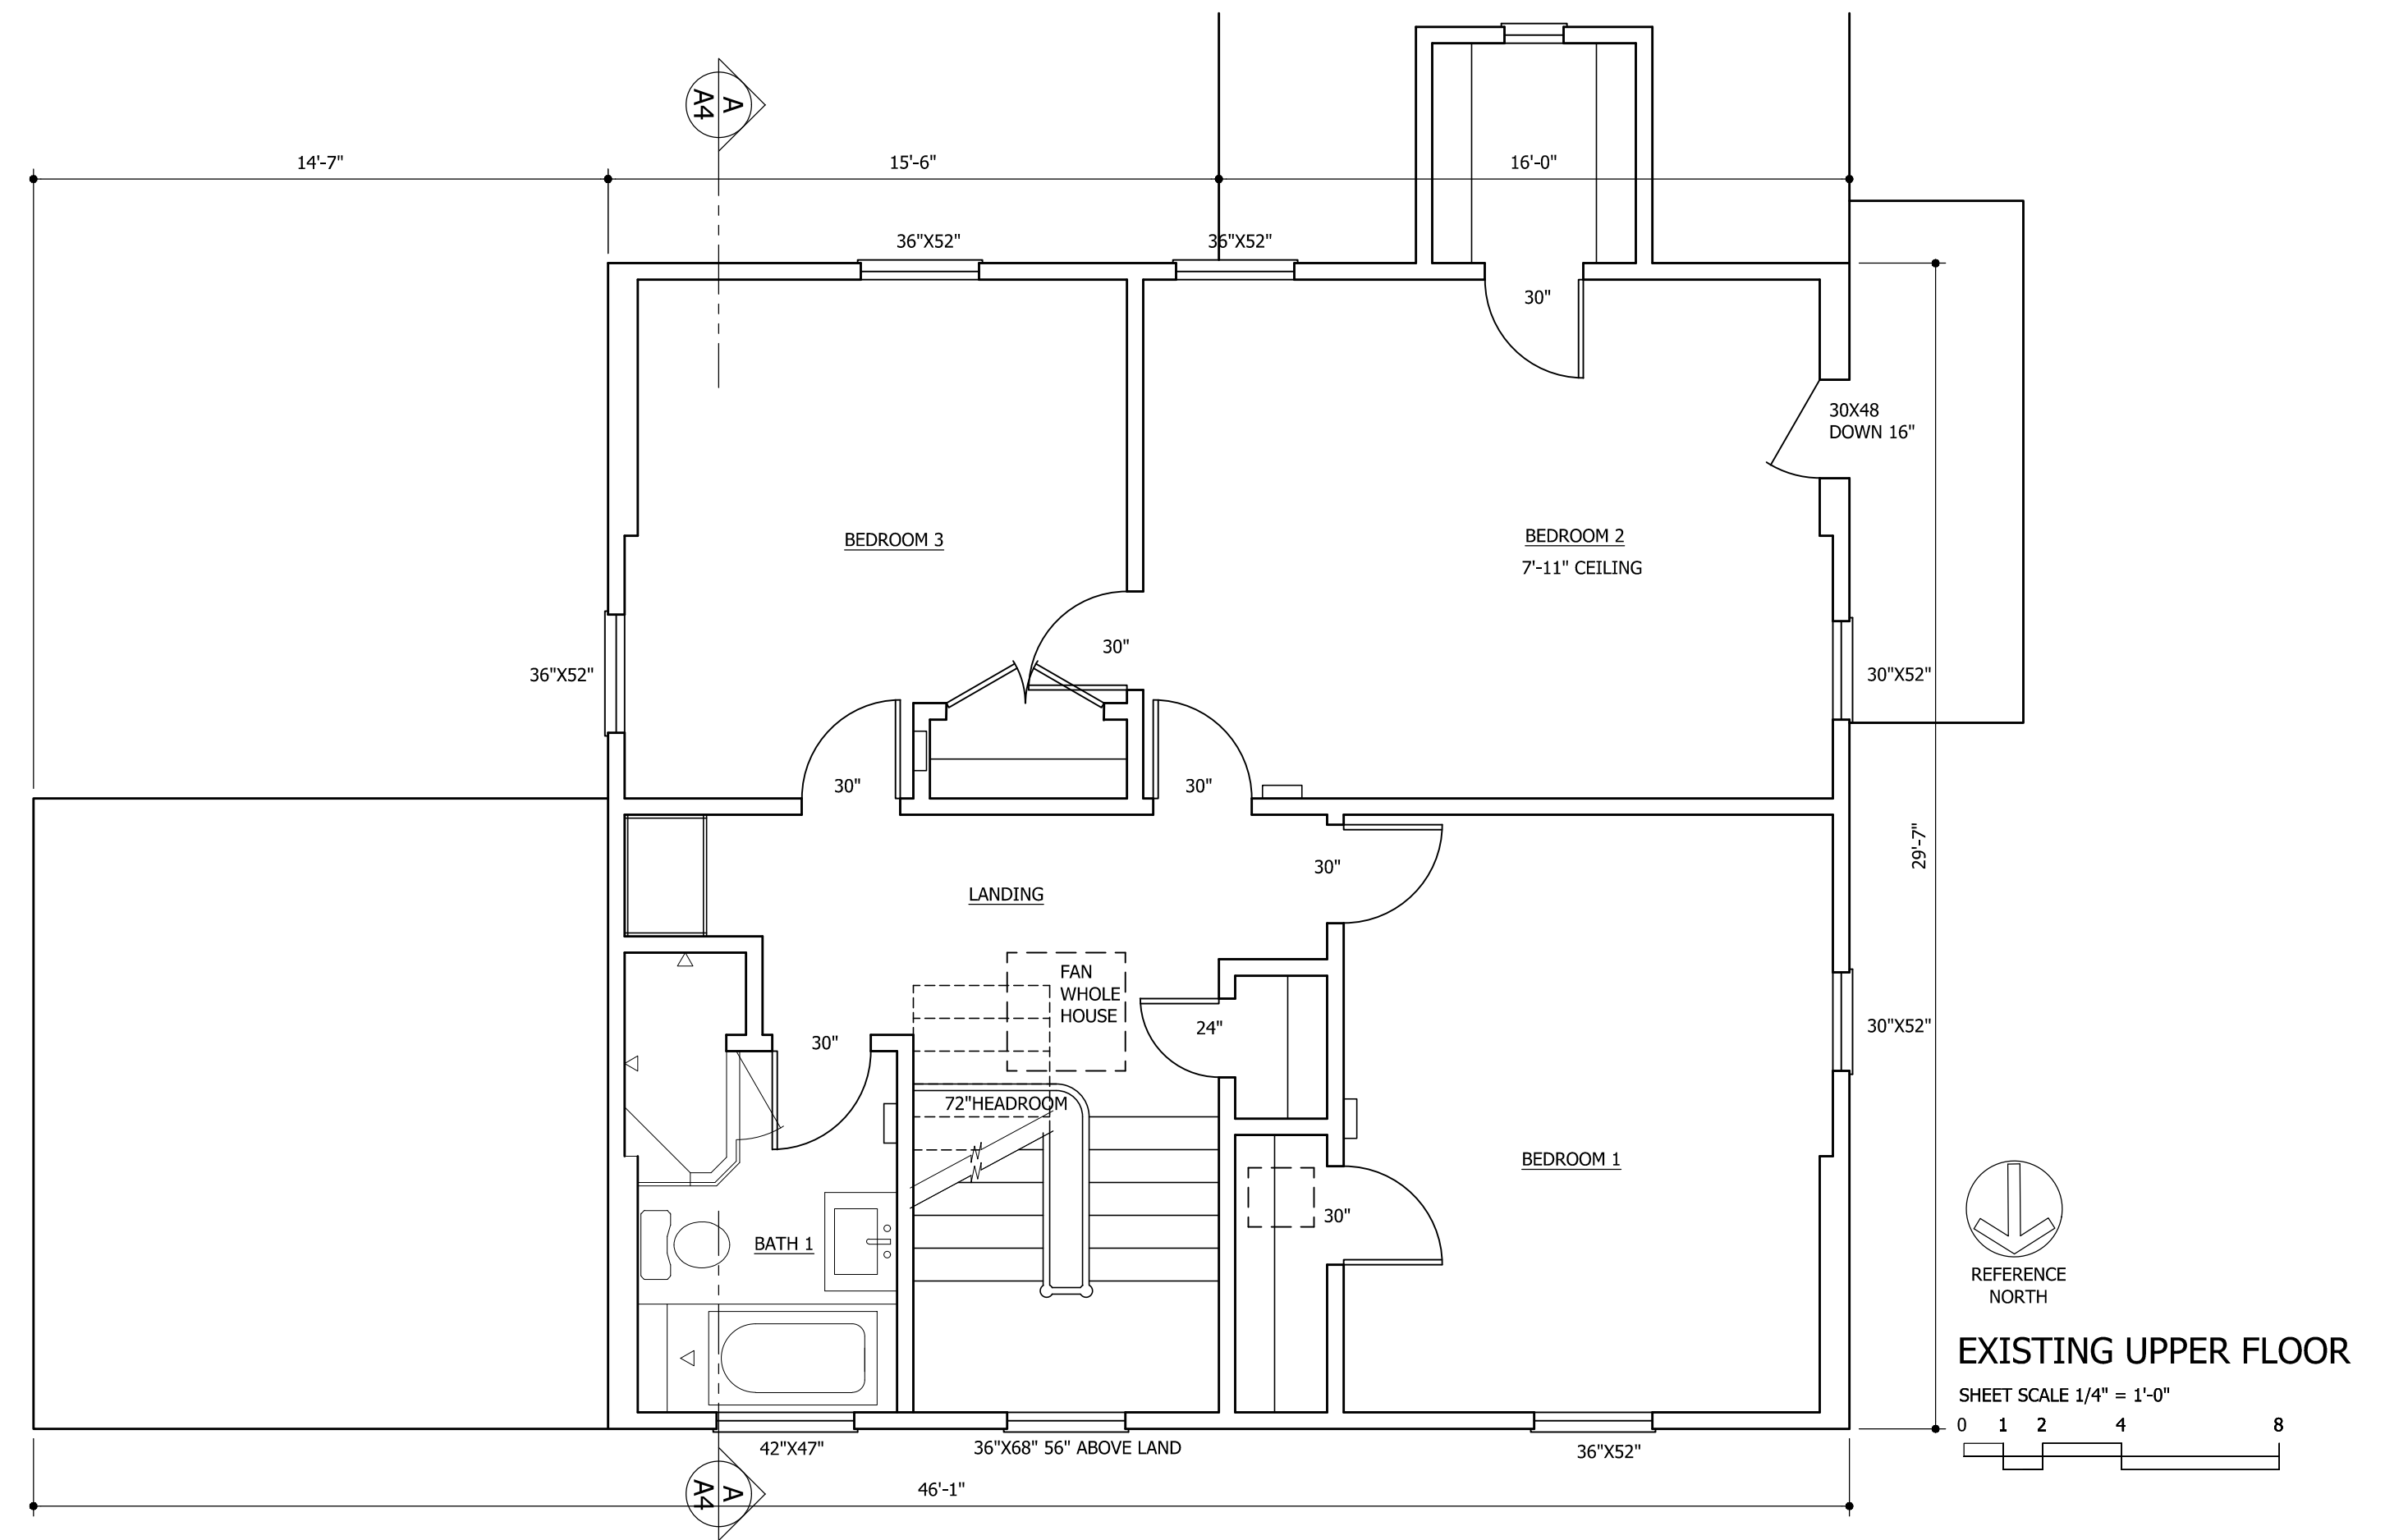 A
A4
14'-7"
15'-6"
16'-0"
36"X52"
36"X52"
30"
30X48
DOWN 16"
BEDROOM 3
BEDROOM 2
7'-11" CEILING
30"
36"X52"
30"X52"
30"
30"
29'-7"
30"
LANDING
FAN
WHOLE
HOUSE
24"
30"
30"X52"
72"HEADROOM
BEDROOM 1
30"
BATH 1
REFERENCE
NORTH
EXISTING UPPER FLOOR
SHEET SCALE 1/4" = 1'-0"
0 1 2 4 8
42"X47"
36"X68" 56" ABOVE LAND
36"X52"
46'-1"
A
A4